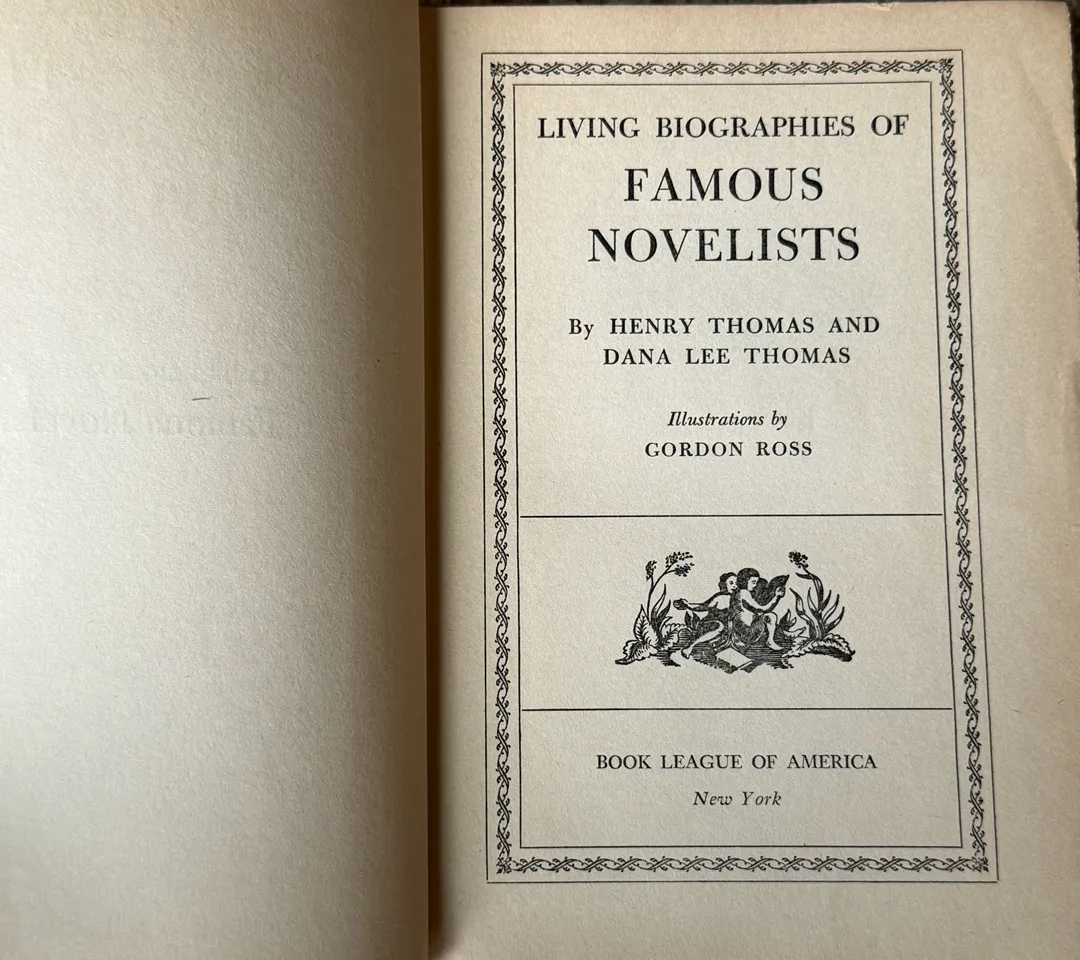 LIVING BIOGRAPHIES OF
FAMOUS
NOVELISTS
By HENRY THOMAS AND
DANA LEE THOMAS
Illustrations by
GORDON ROSS
BOOK LEAGUE OF AMERICA
New York